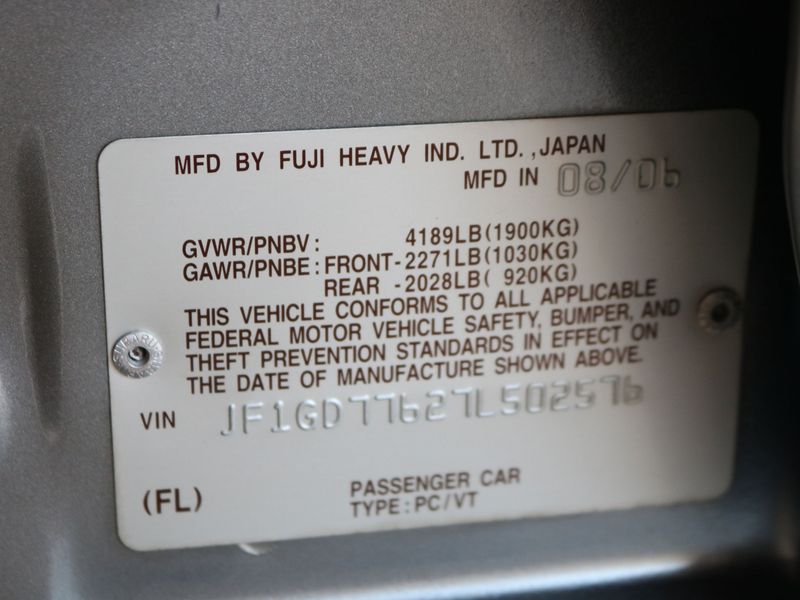 MFD BY FUJI HEAVY IND. LTD.,JAPAN
MFD IN 08/06
GVWR/PNBV: 4189LB(1900KG)
GAWR/PNBE: FRONT-2271LB(1030KG)
REAR -2028LB( 920KG)
THIS VEHICLE CONFORMS TO ALL APPLICABLE
FEDERAL MOTOR VEHICLE SAFETY, BUMPER, AND
THEFT PREVENTION STANDARDS IN EFFECT ON
THE DATE OF MANUFACTURE SHOWN ABOVE.
VIN JF1GD77627L502576
(FL) PASSENGER CAR
TYPE:PC/VT